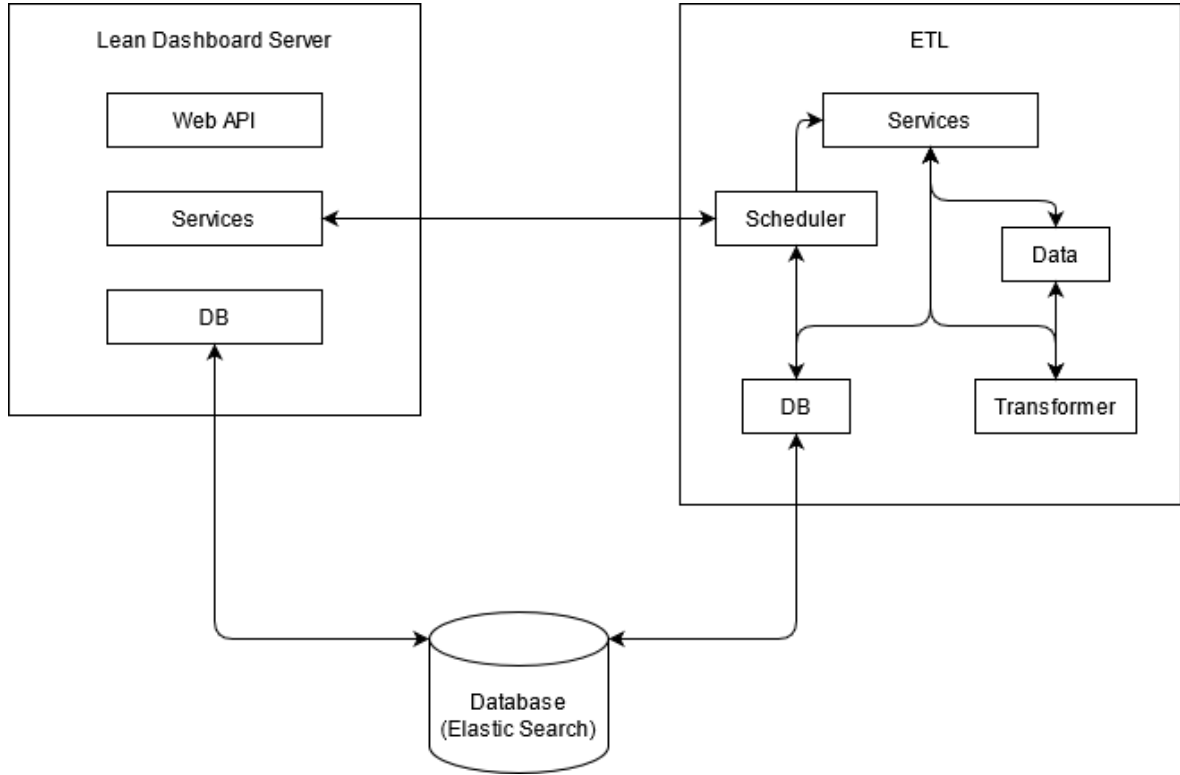 Lean Dashboard Server
Web API
Services
DB
ETL
Services
Scheduler
Data
DB
Transformer
Database
(Elastic Search)